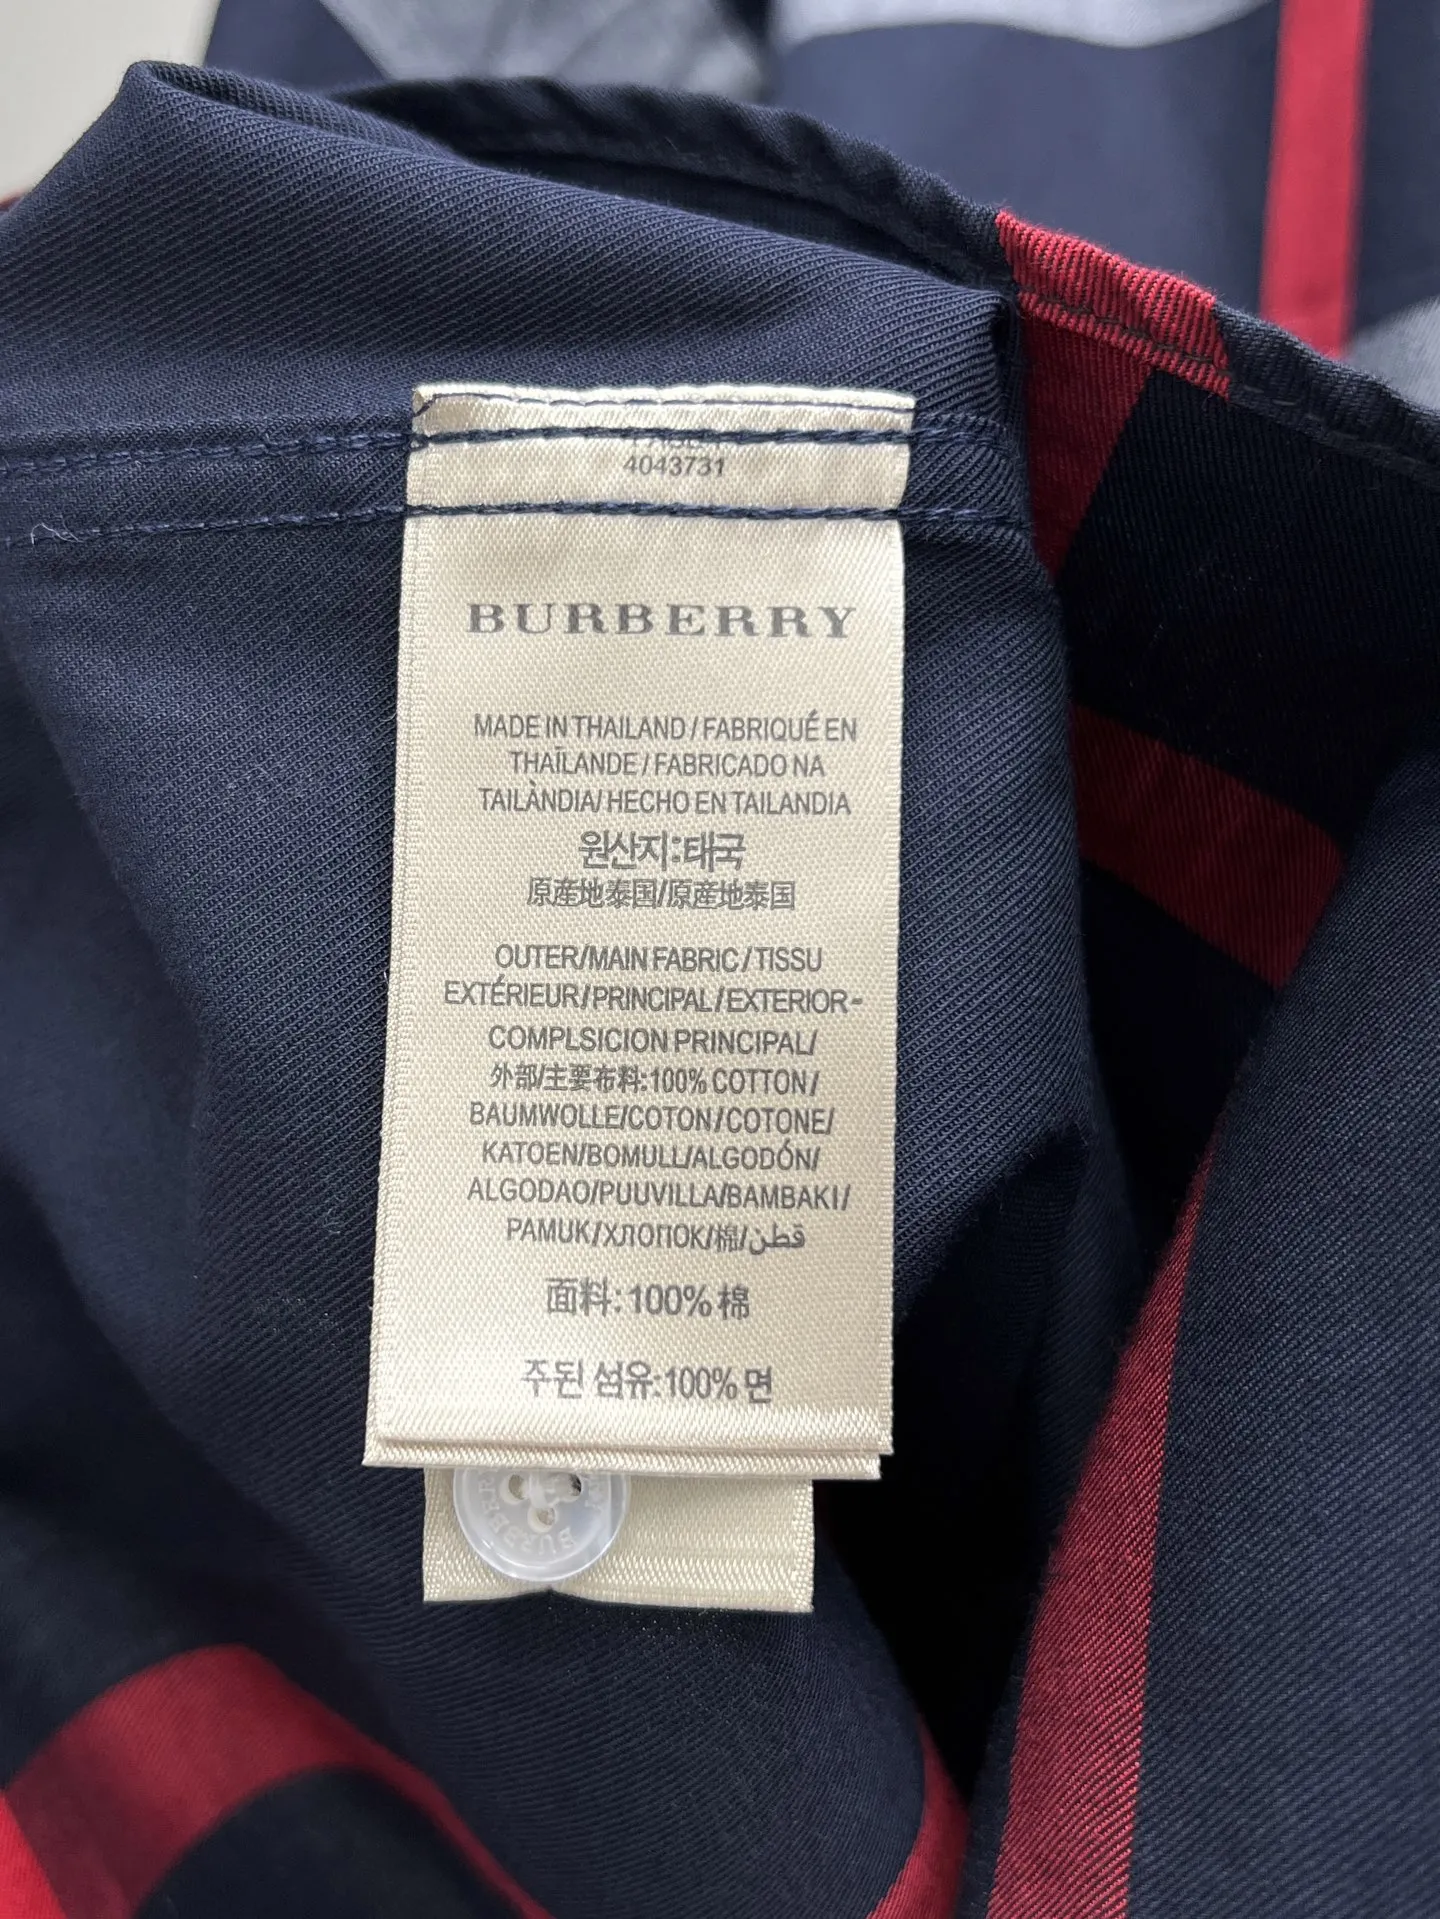 4043731
BURBERRY
MADE IN THAILAND / FABRIQUÉ EN
THAÏLANDE / FABRICADO NA
TAILÀNDIA/ HECHO EN TAILANDIA
원산지:태국
原産地泰国/原産地泰国
OUTER/MAIN FABRIC / TISSU
EXTÉRIEUR / PRINCIPAL / EXTERIOR-
COMPLSICION PRINCIPAL/
外部/主要布料:100% COTTON /
BAUMWOLLE/COTON / COTONE/
KATOEN/BOMULL/ALGODÓN/
ALGODAO/PUUVILLA/BAMBAKI /
PAMUK/ХЛОПОК/棉/قطن
面料: 100% 棉
주된 섬유:100% 면
BURBERRY